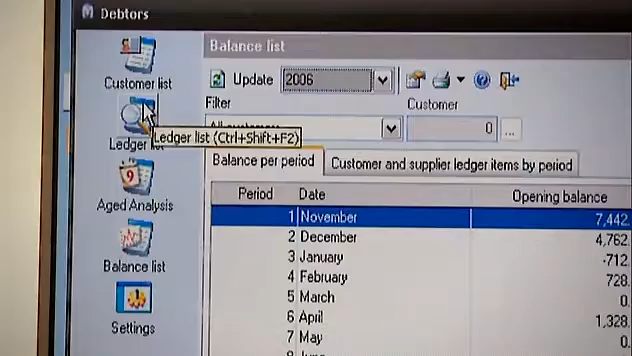 Debtors
Customer list
Ledger list
Aged Analysis
Balance list
Settings
Balance list
Update 2006
Filter Customer
0 ...
Ledger list (Ctrl+Shift+F2)
Balance per period Customer and supplier ledger items by period
Period Date Opening balance
1 November 7,442.
2 December 4,762.
3 January -712.
4 February 728.
5 March 0.
6 April 1,328.
7 May 0.